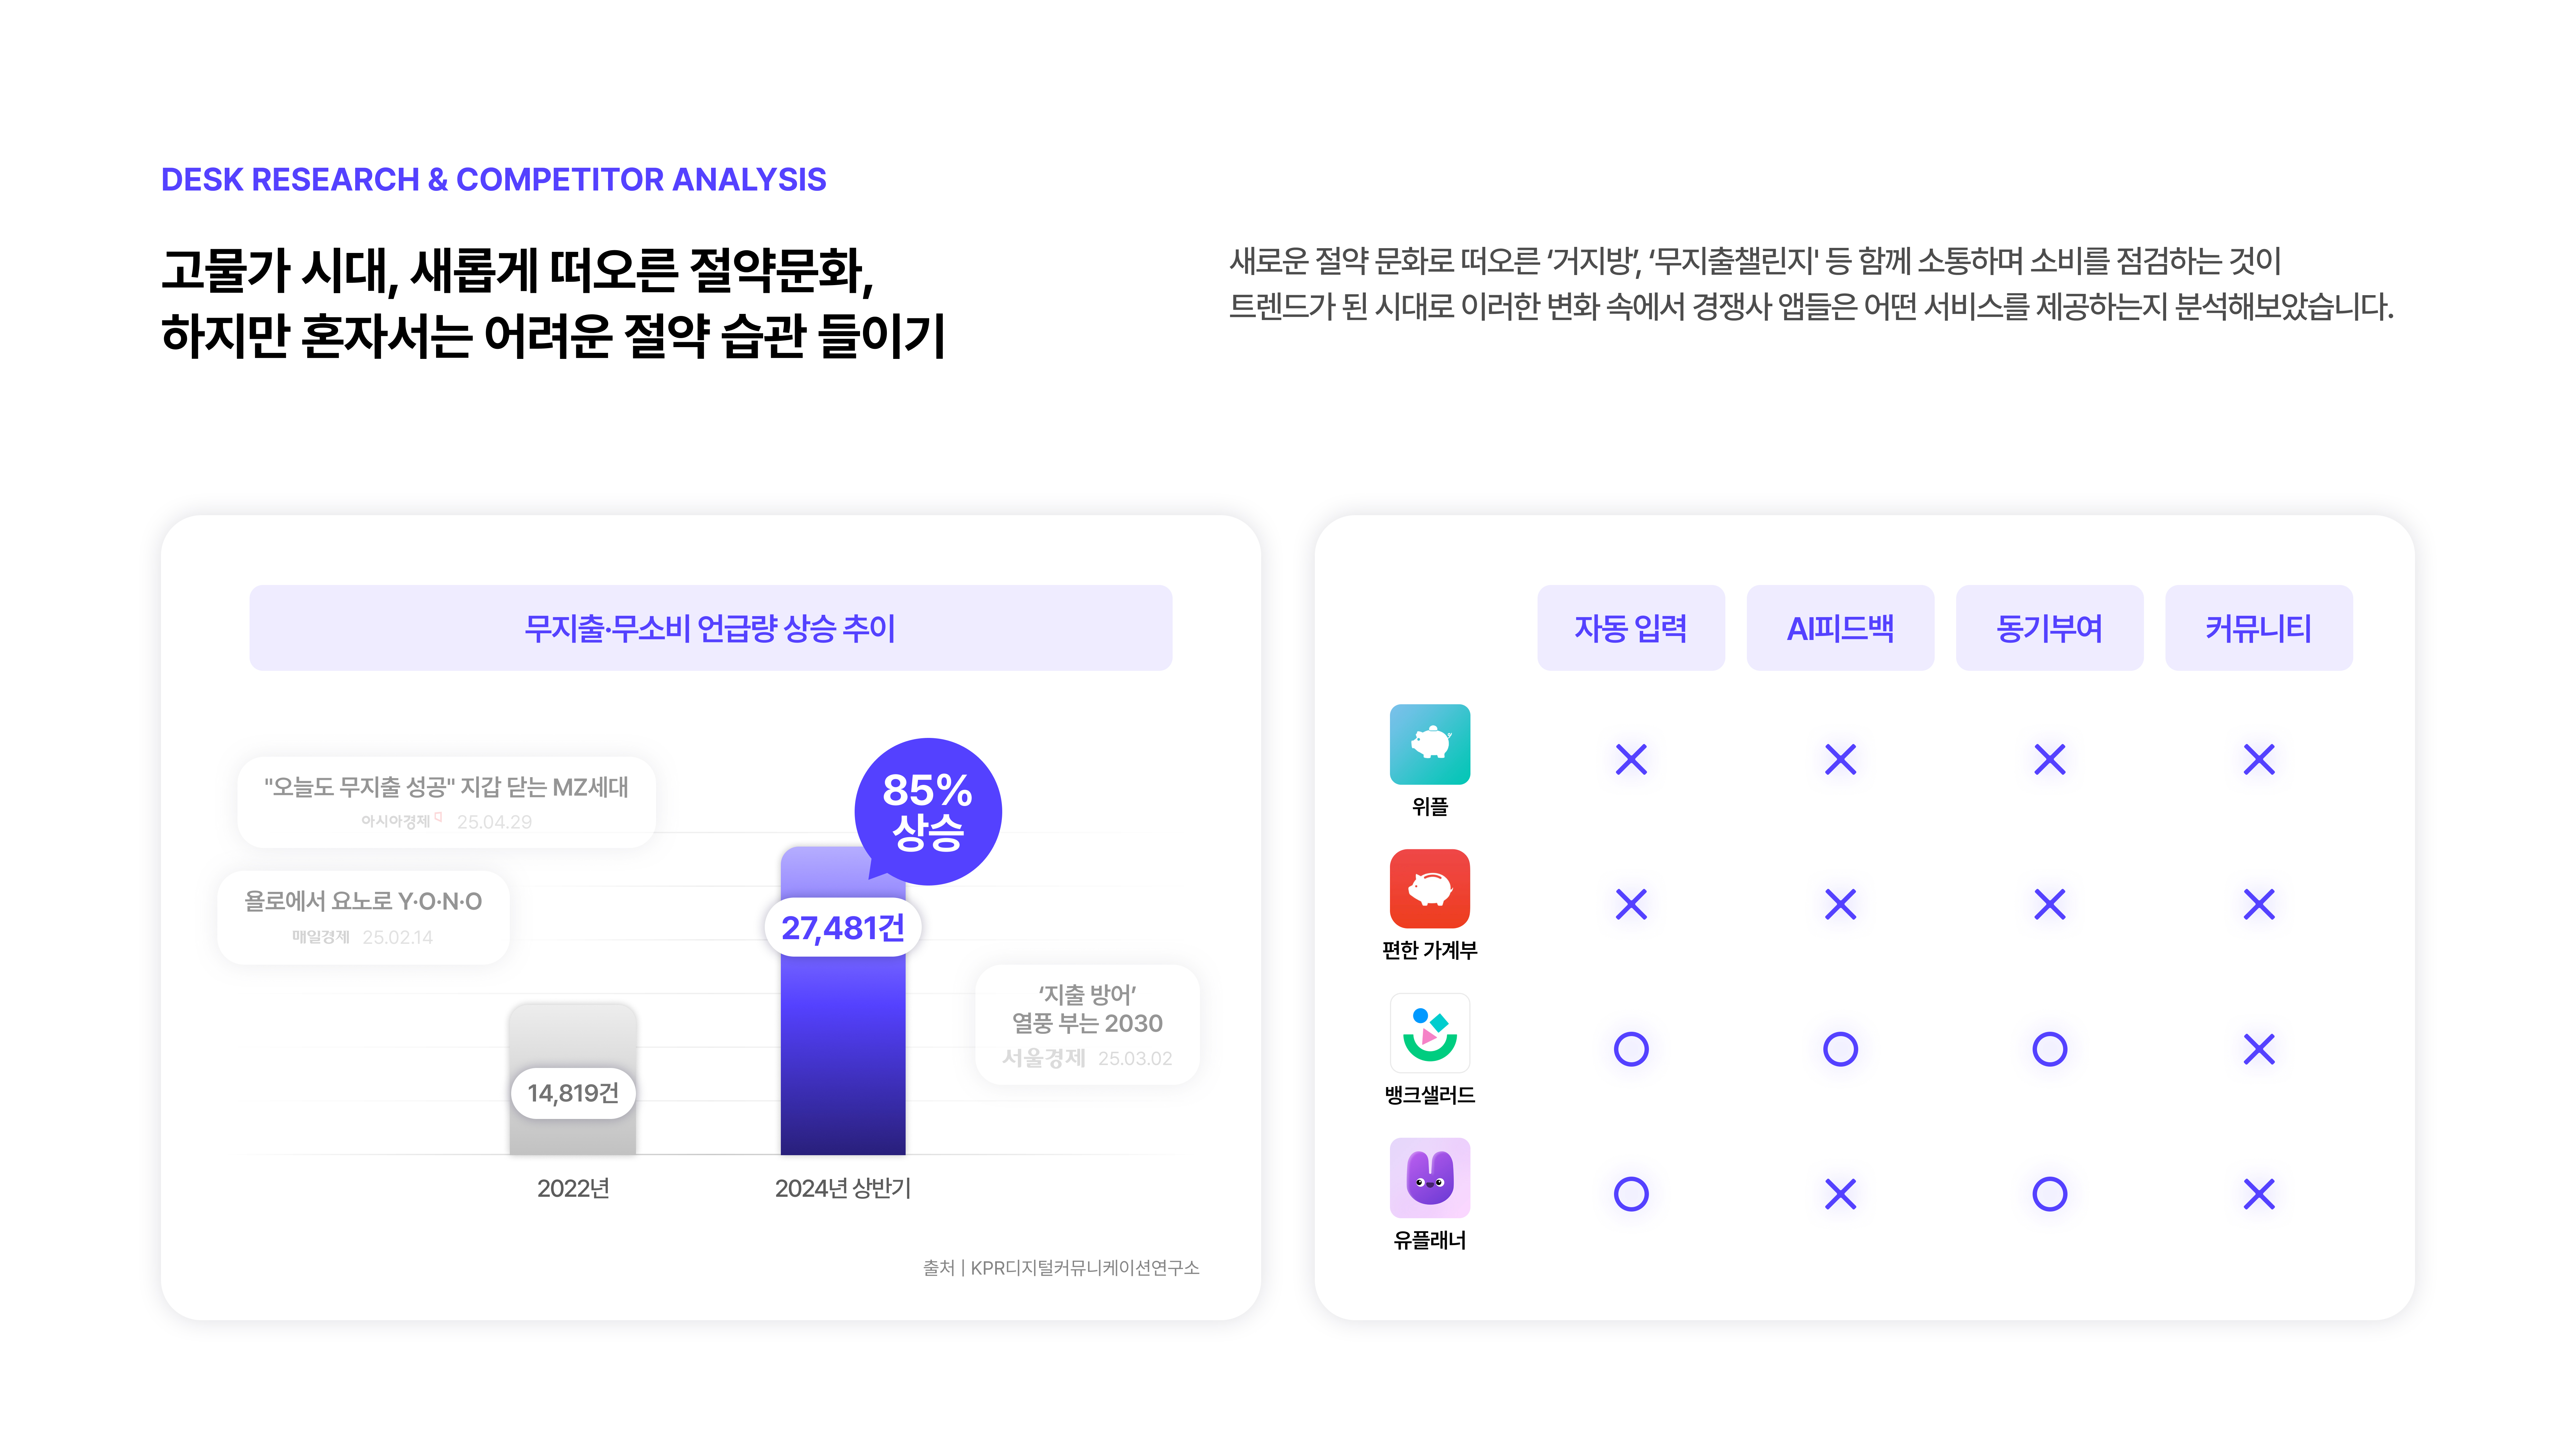 DESK RESEARCH & COMPETITOR ANALYSIS
고물가 시대, 새롭게 떠오른 절약문화,
하지만 혼자서는 어려운 절약 습관 들이기
새로운 절약 문화로 떠오른 ‘거지방’, ‘무지출챌린지' 등 함께 소통하며 소비를 점검하는 것이
트렌드가 된 시대로 이러한 변화 속에서 경쟁사 앱들은 어떤 서비스를 제공하는지 분석해보았습니다.
무지출·무소비 언급량 상승 추이
"오늘도 무지출 성공" 지갑 닫는 MZ세대
아시아경제 25.04.29
욜로에서 요노로 Y·O·N·O
매일경제 25.02.14
85%
상승
27,481건
14,819건
‘지출 방어’
열풍 부는 2030
서울경제 25.03.02
2022년
2024년 상반기
출처 | KPR디지털커뮤니케이션연구소
자동 입력
AI피드백
동기부여
커뮤니티
위플
편한 가계부
뱅크샐러드
유플래너